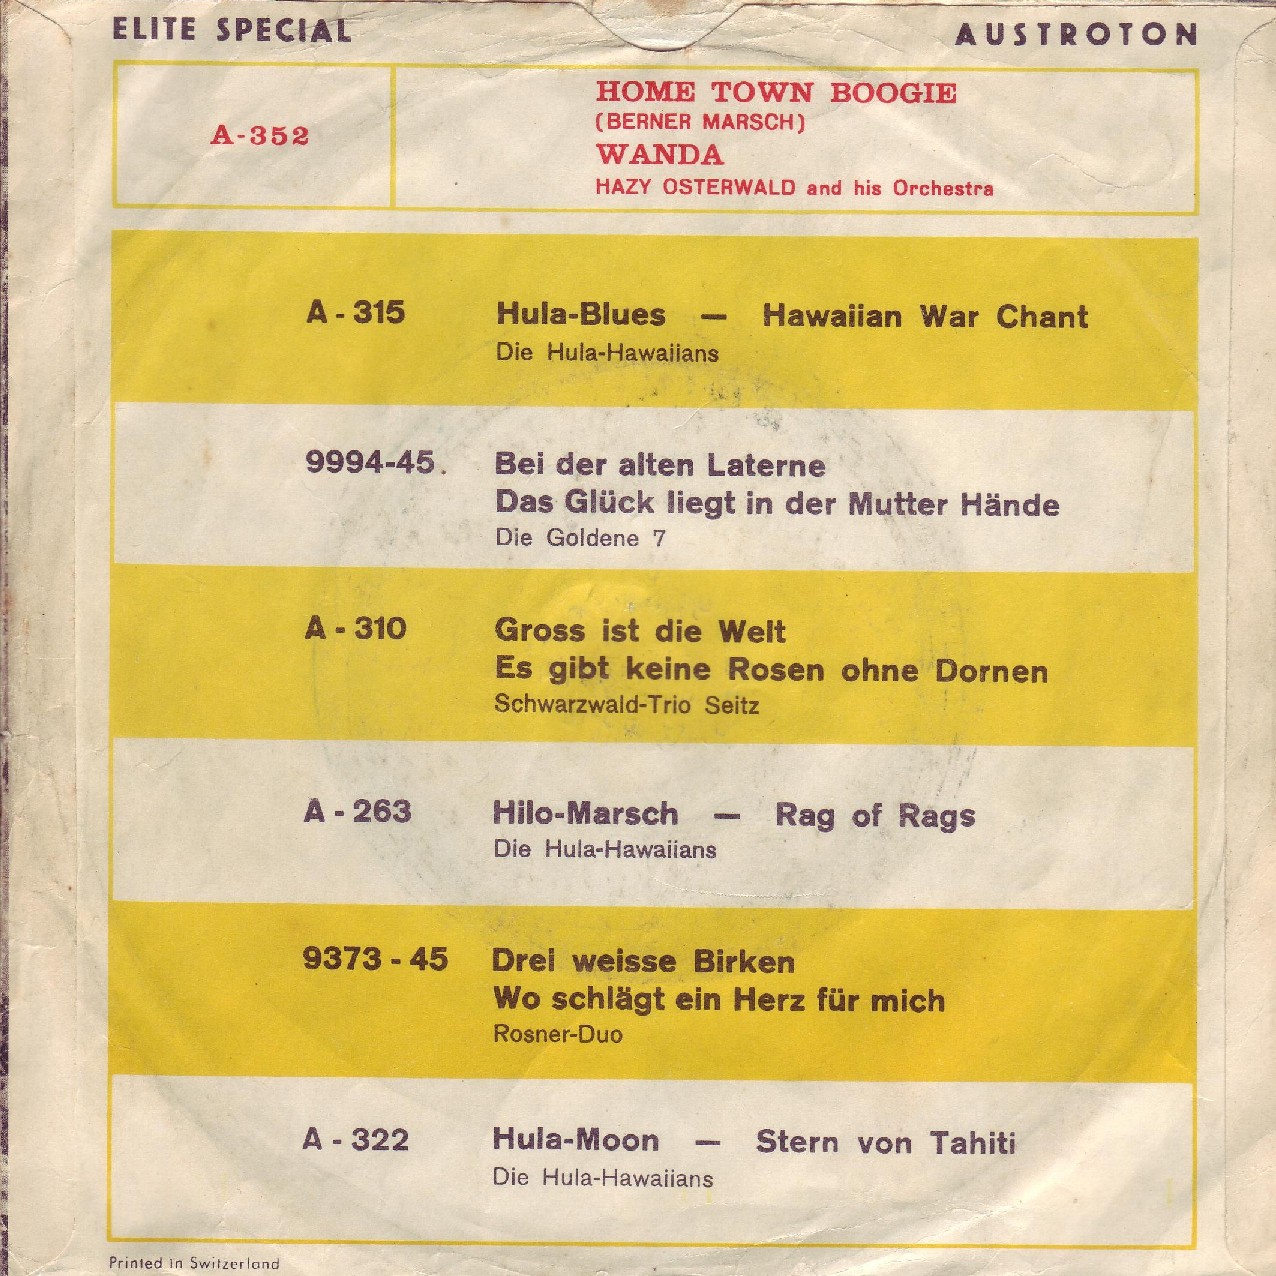 ELITE SPECIAL AUSTROTON
A-352
HOME TOWN BOOGIE
(BERNER MARSCH)
WANDA
HAZY OSTERWALD and his Orchestra
A - 315 Hula-Blues — Hawaiian War Chant
Die Hula-Hawaiians
9994-45. Bei der alten Laterne
Das Glück liegt in der Mutter Hände
Die Goldene 7
A - 310 Gross ist die Welt
Es gibt keine Rosen ohne Dornen
Schwarzwald-Trio Seitz
A - 263 Hilo-Marsch — Rag of Rags
Die Hula-Hawaiians
9373 - 45 Drei weisse Birken
Wo schlägt ein Herz für mich
Rosner-Duo
A - 322 Hula-Moon — Stern von Tahiti
Die Hula-Hawaiians
Printed in Switzerland